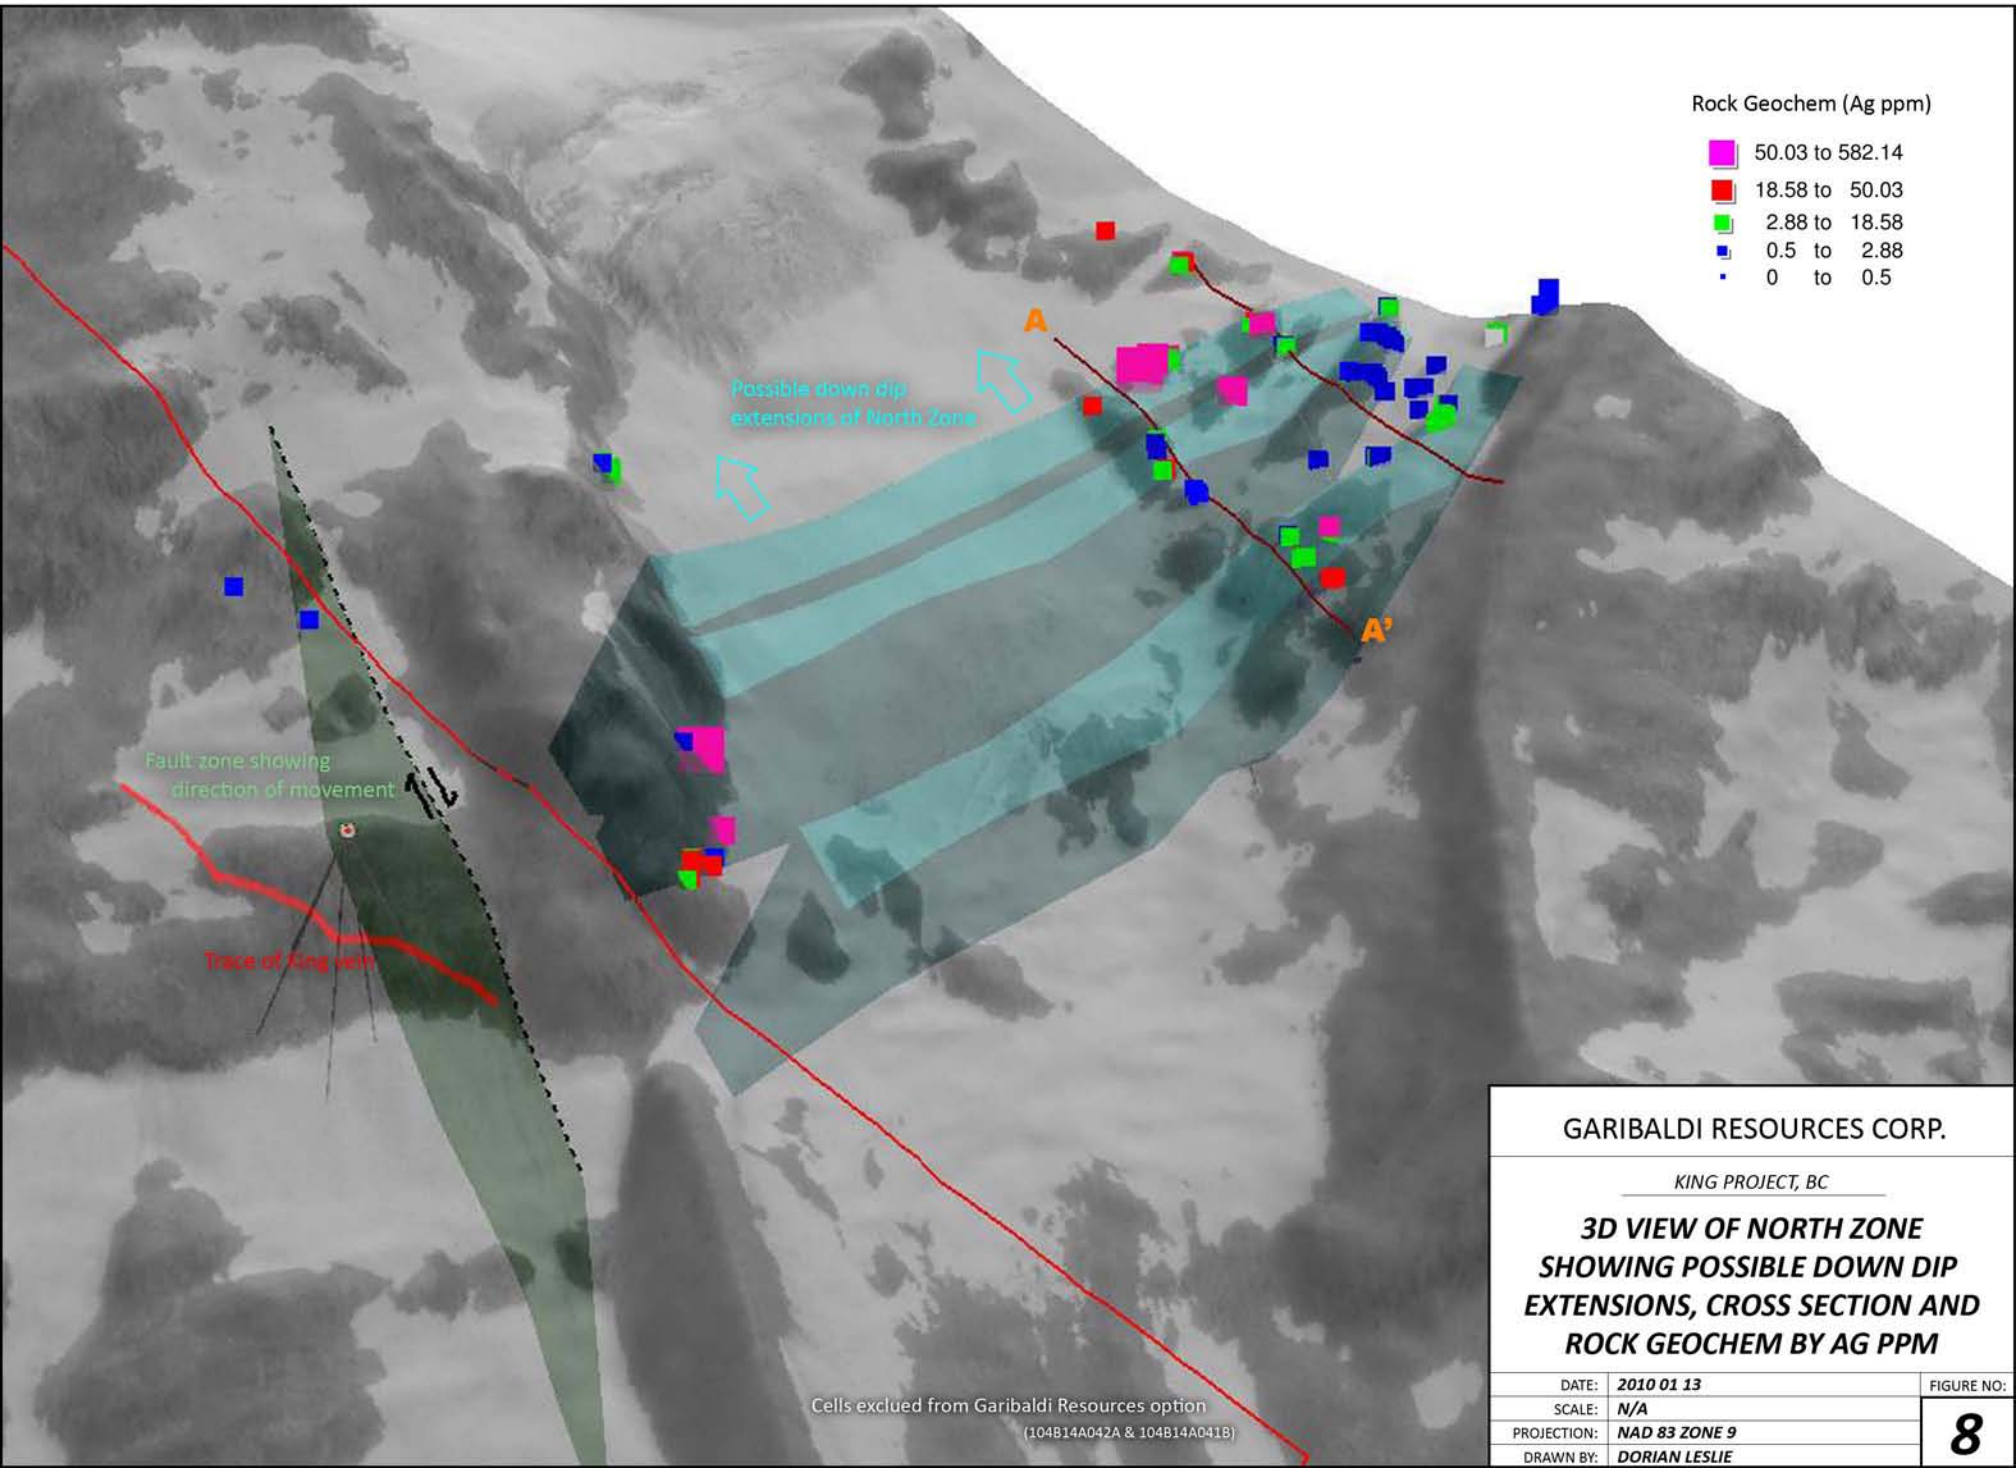 Rock Geochem (Ag ppm)
50.03 to 582.14
18.58 to 50.03
2.88 to 18.58
0.5 to 2.88
0 to 0.5
A
Possible down dip
extensions of North Zone
A’
Fault zone showing
direction of movement
Trace of King vein
Cells exclued from Garibaldi Resources option
(104B14A042A & 104B14A041B)
GARIBALDI RESOURCES CORP.
KING PROJECT, BC
3D VIEW OF NORTH ZONE
SHOWING POSSIBLE DOWN DIP
EXTENSIONS, CROSS SECTION AND
ROCK GEOCHEM BY AG PPM
DATE: 2010 01 13
SCALE: N/A
PROJECTION: NAD 83 ZONE 9
DRAWN BY: DORIAN LESLIE
FIGURE NO:
8